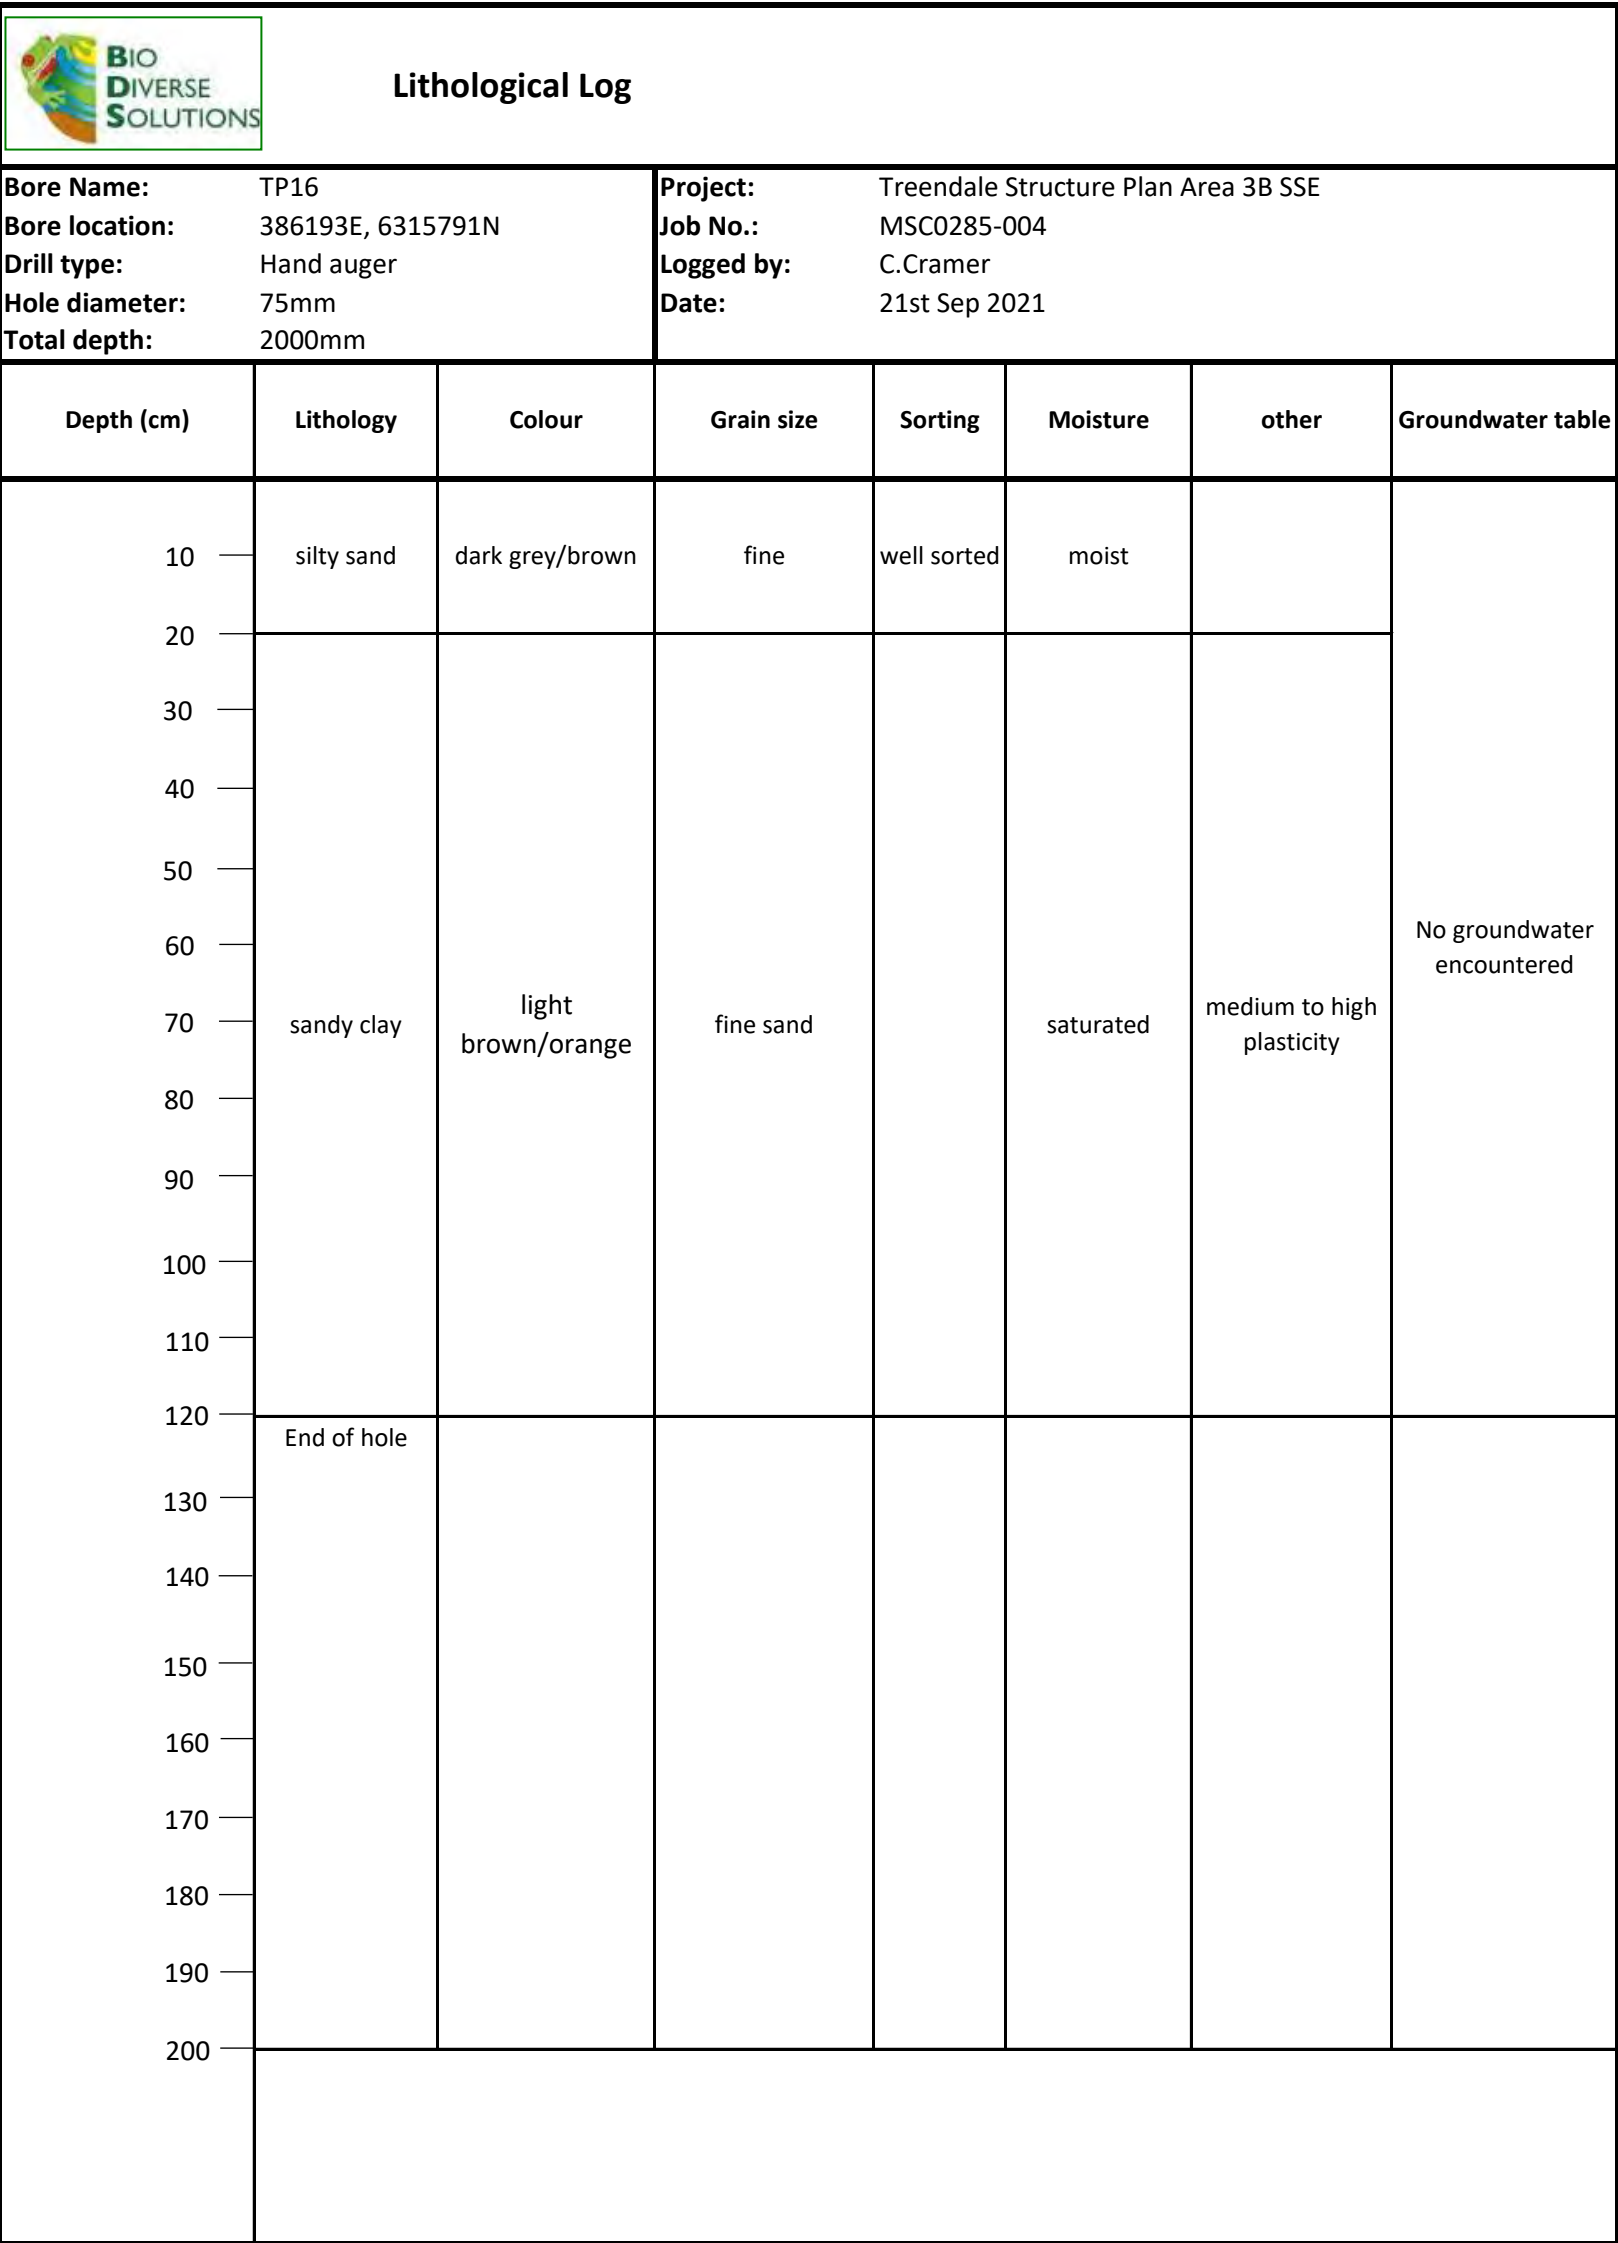 BIO
DIVERSE
SOLUTIONS
Lithological Log
Bore Name: TP16
Bore location: 386193E, 6315791N
Drill type: Hand auger
Hole diameter: 75mm
Total depth: 2000mm
Project: Treendale Structure Plan Area 3B SSE
Job No.: MSC0285-004
Logged by: C.Cramer
Date: 21st Sep 2021
Depth (cm) Lithology Colour Grain size Sorting Moisture other Groundwater table
10 silty sand dark grey/brown fine well sorted moist
20
30
40
50
60
No groundwater
encountered
70 sandy clay
light
brown/orange
fine sand
saturated
medium to high
plasticity
80
90
100
110
120
End of hole
130
140
150
160
170
180
190
200